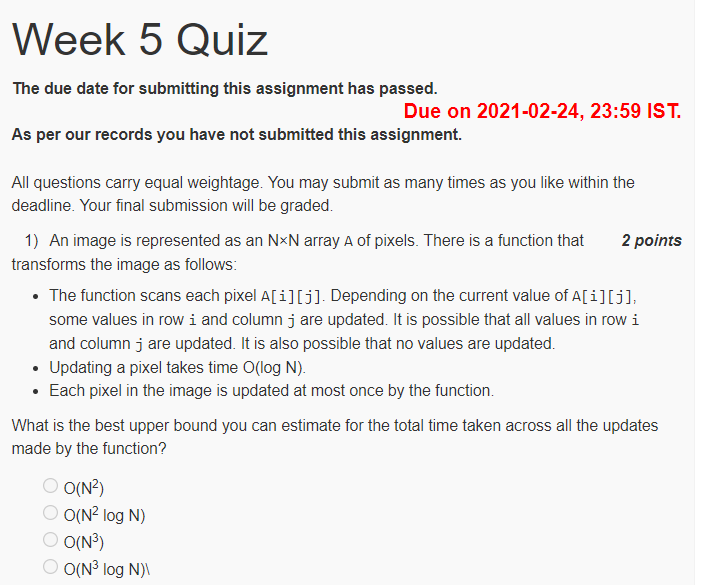 Week 5 Quiz
The due date for submitting this assignment has passed.
Due on 2021-02-24, 23:59 IST.
As per our records you have not submitted this assignment.
All questions carry equal weightage. You may submit as many times as you like within the
deadline. Your final submission will be graded.
1) An image is represented as an N×N array A of pixels. There is a function that 2 points
transforms the image as follows:
• The function scans each pixel A[i][j]. Depending on the current value of A[i][j],
some values in row i and column j are updated. It is possible that all values in row i
and column j are updated. It is also possible that no values are updated.
• Updating a pixel takes time O(log N).
• Each pixel in the image is updated at most once by the function.
What is the best upper bound you can estimate for the total time taken across all the updates
made by the function?
O(N²)
O(N² log N)
O(N³)
O(N³ log N)\